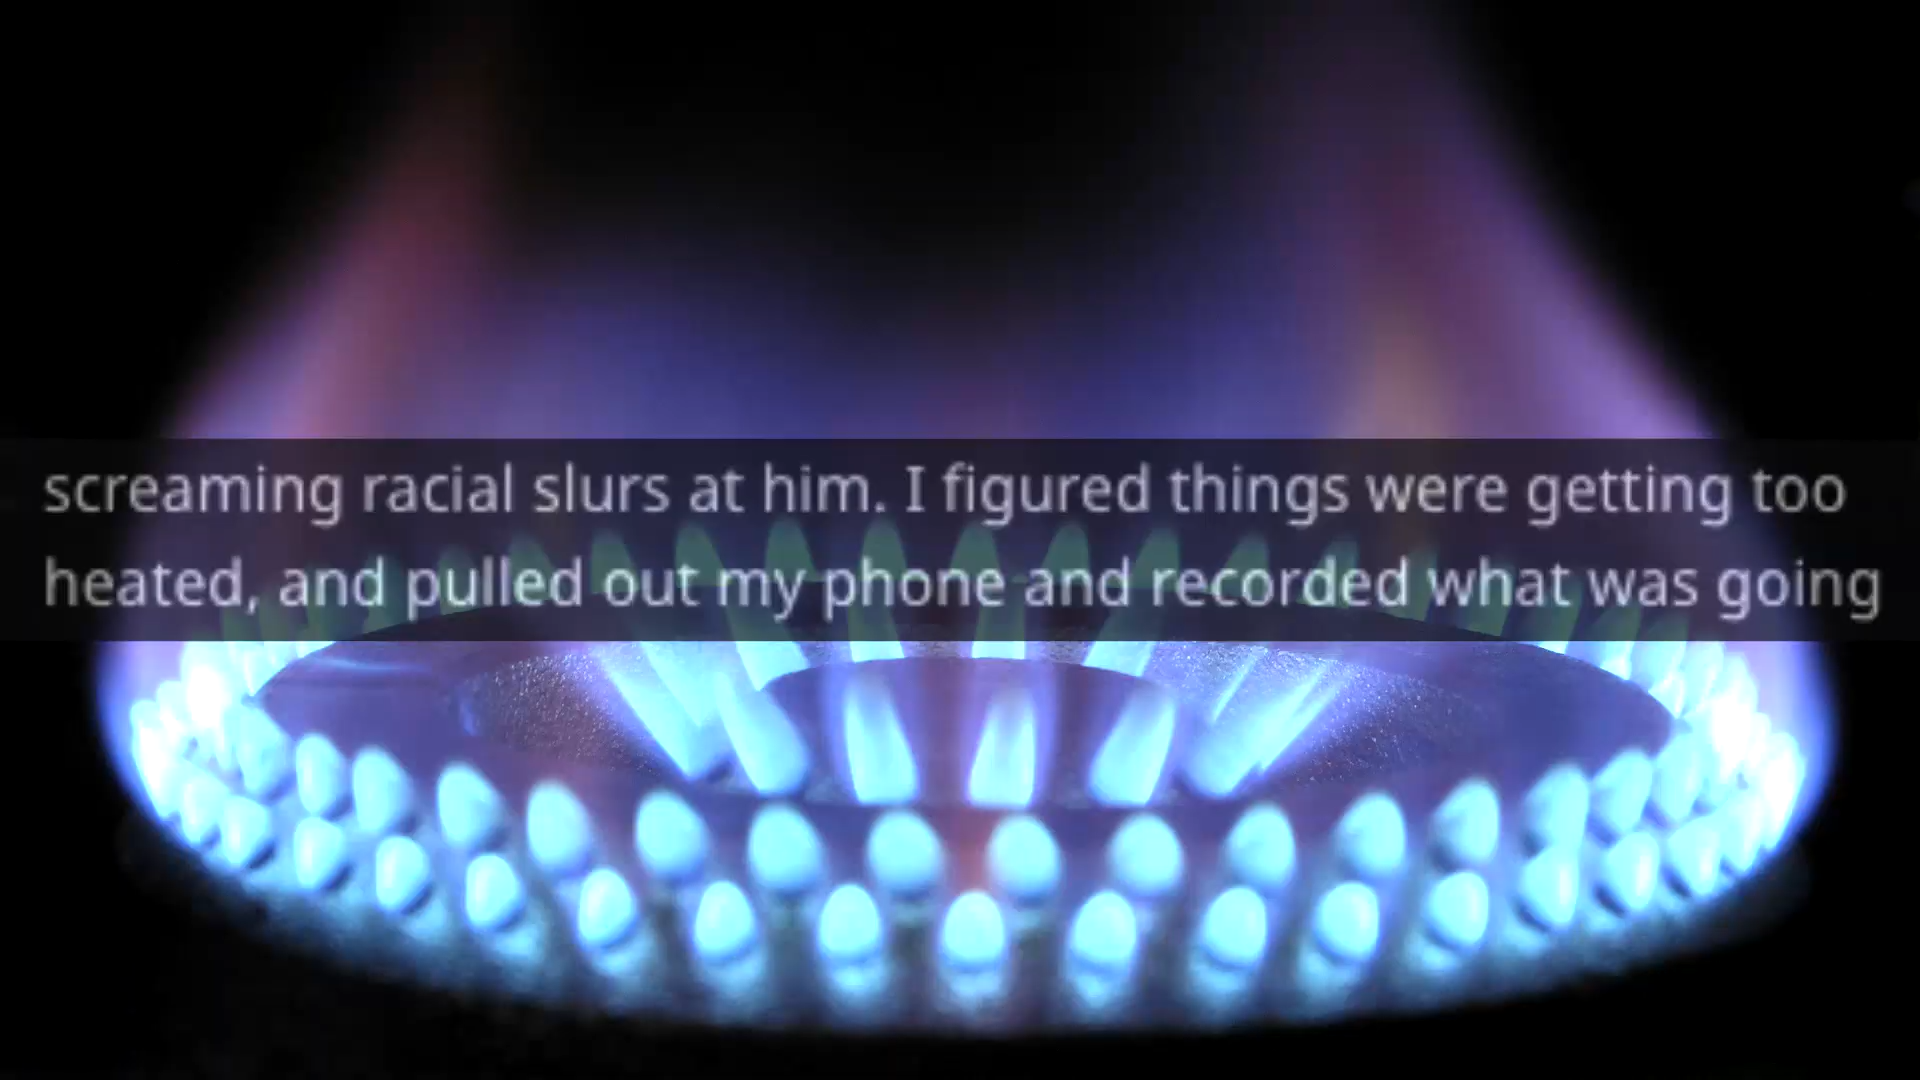 screaming racial slurs at him. I figured things were getting too
heated, and pulled out my phone and recorded what was going